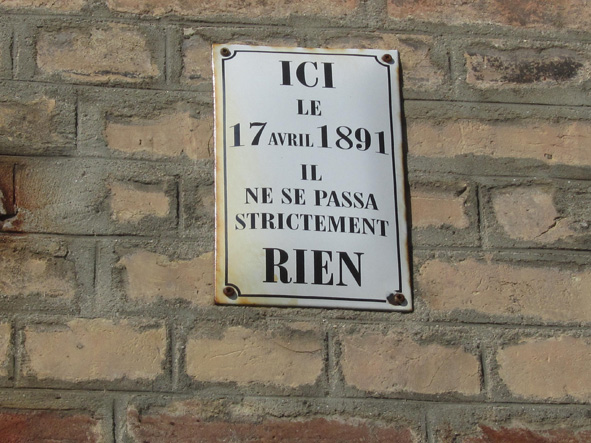 ICI
LE
17 AVRIL 1891
IL
NE SE PASSA
STRICTEMENT
RIEN